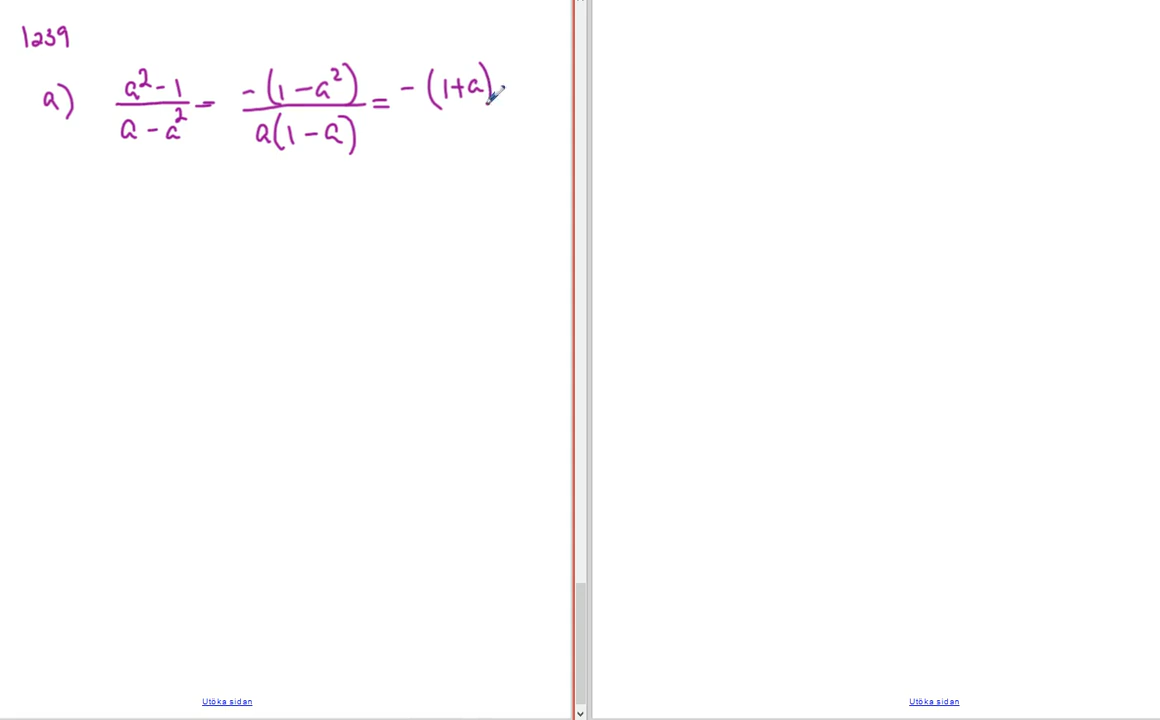 1239
a) (a² - 1)/(a - a²) = -(1 - a²)/(a(1 - a)) = -(1+a)
Utöka sidan Utöka sidan